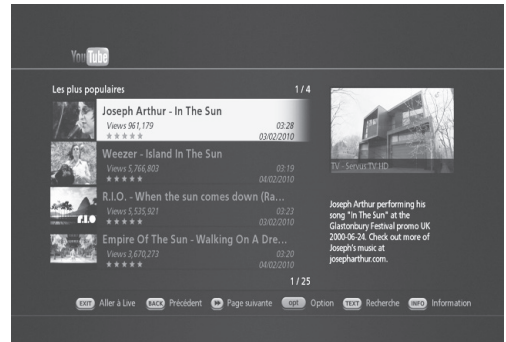 YouTube
Les plus populaires 1 / 4
Joseph Arthur - In The Sun
Views 961,179 03:28
★★★★★ 03/02/2010
Weezer - Island In The Sun
Views 5,766,803 03:19
★★★★★ 04/02/2010
R.I.O. - When the sun comes down (Ra...
Views 5,535,921 03:23
★★★★★ 03/02/2010
R.I.O
Empire Of The Sun - Walking On A Dre...
Views 3,670,273 03:20
★★★★★ 04/02/2010
1 / 25
TV - Servus TV HD
Joseph Arthur performing his
song "In The Sun" at the
Glastonbury Festival promo UK
2000-06-24. Check out more of
Joseph's music at
josepharthur.com.
EXIT Aller à Live BACK Précédent Page suivante opt Option TEXT Recherche INFO Information